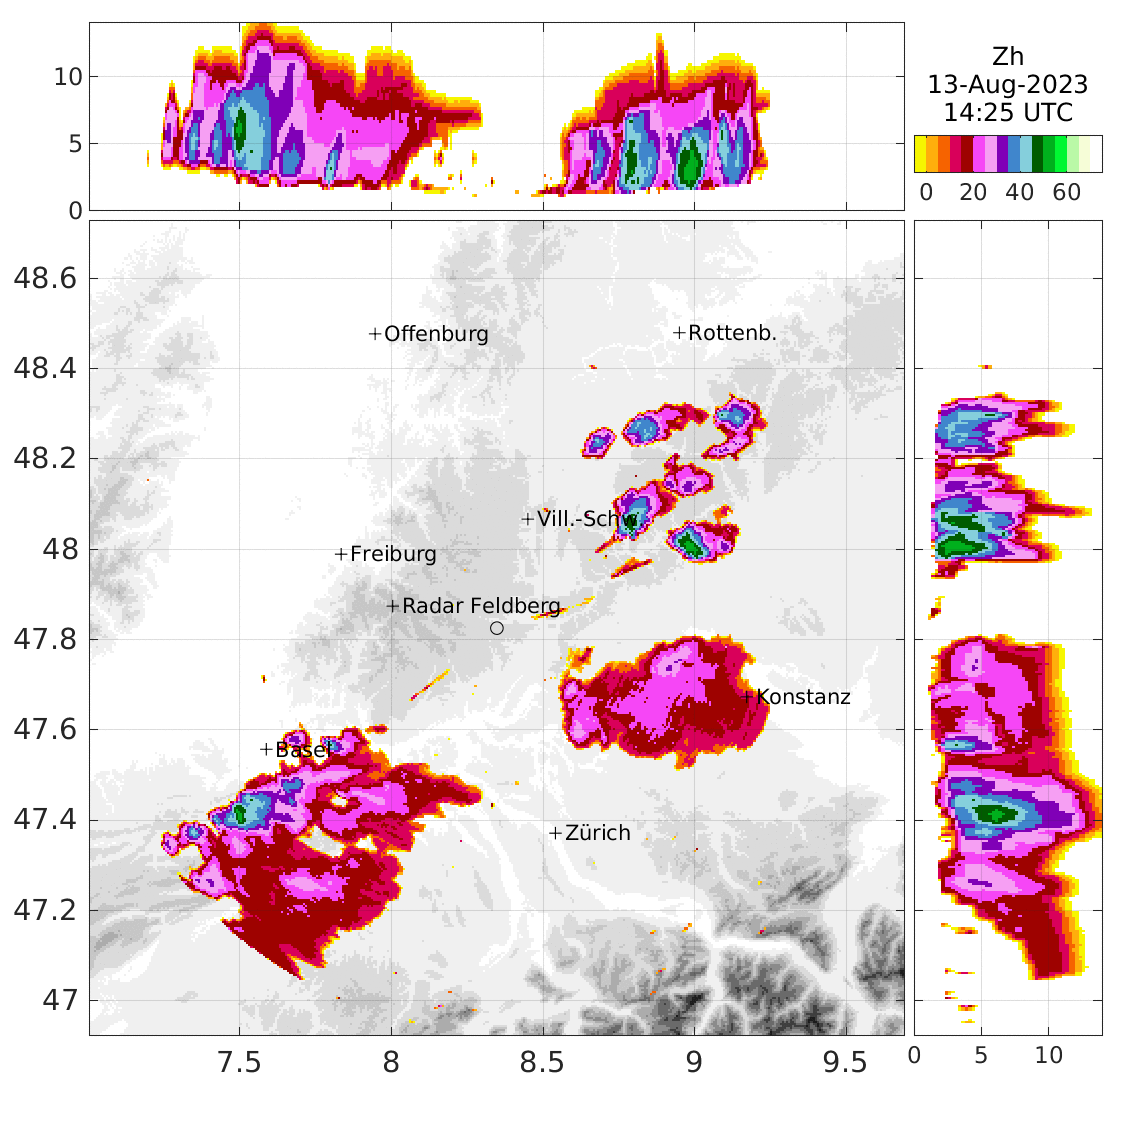 10
5
0
Zh
13-Aug-2023
14:25 UTC
0 20 40 60
48.6
48.4
48.2
48
47.8
47.6
47.4
47.2
47
+Offenburg
+Rottenb.
+Vill.-Schw.
+Freiburg
+Radar Feldberg
+Konstanz
+Basel
+Zürich
7.5 8 8.5 9 9.5
0 5 10